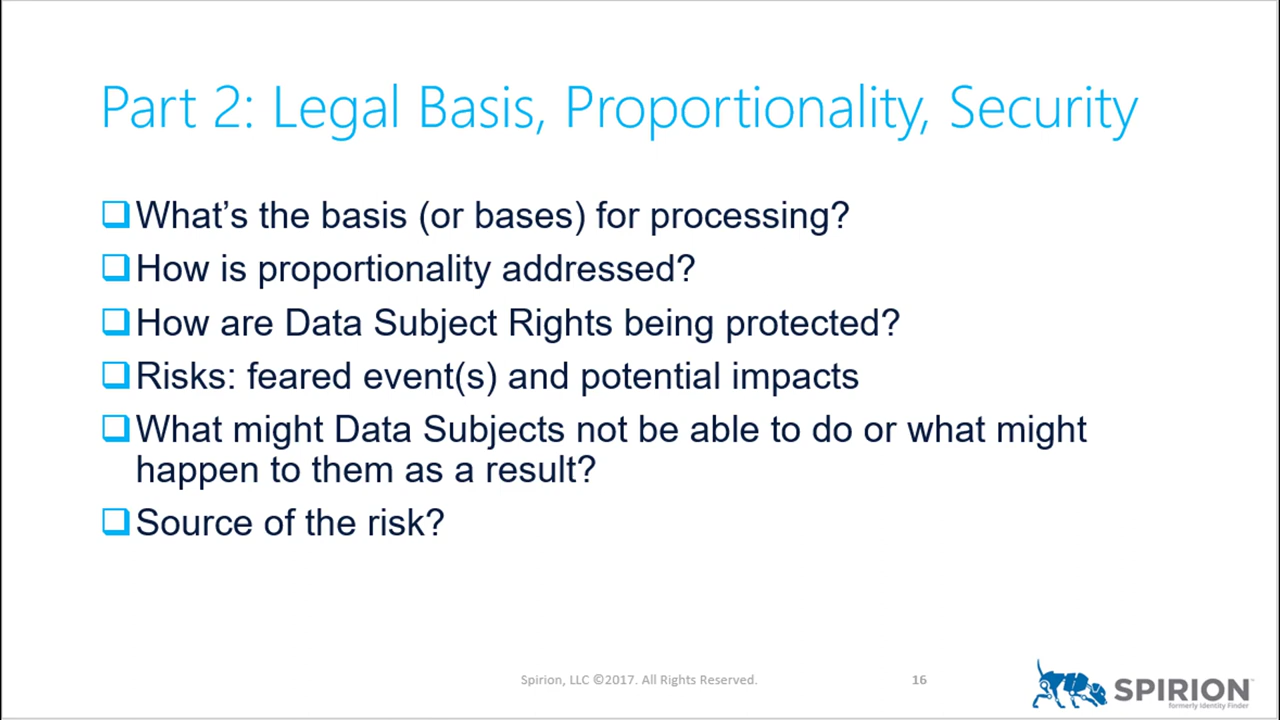 Part 2: Legal Basis, Proportionality, Security
What’s the basis (or bases) for processing?
How is proportionality addressed?
How are Data Subject Rights being protected?
Risks: feared event(s) and potential impacts
What might Data Subjects not be able to do or what might
happen to them as a result?
Source of the risk?
Spirion, LLC ©2017. All Rights Reserved.
16
SPIRION
formerly Identity Finder